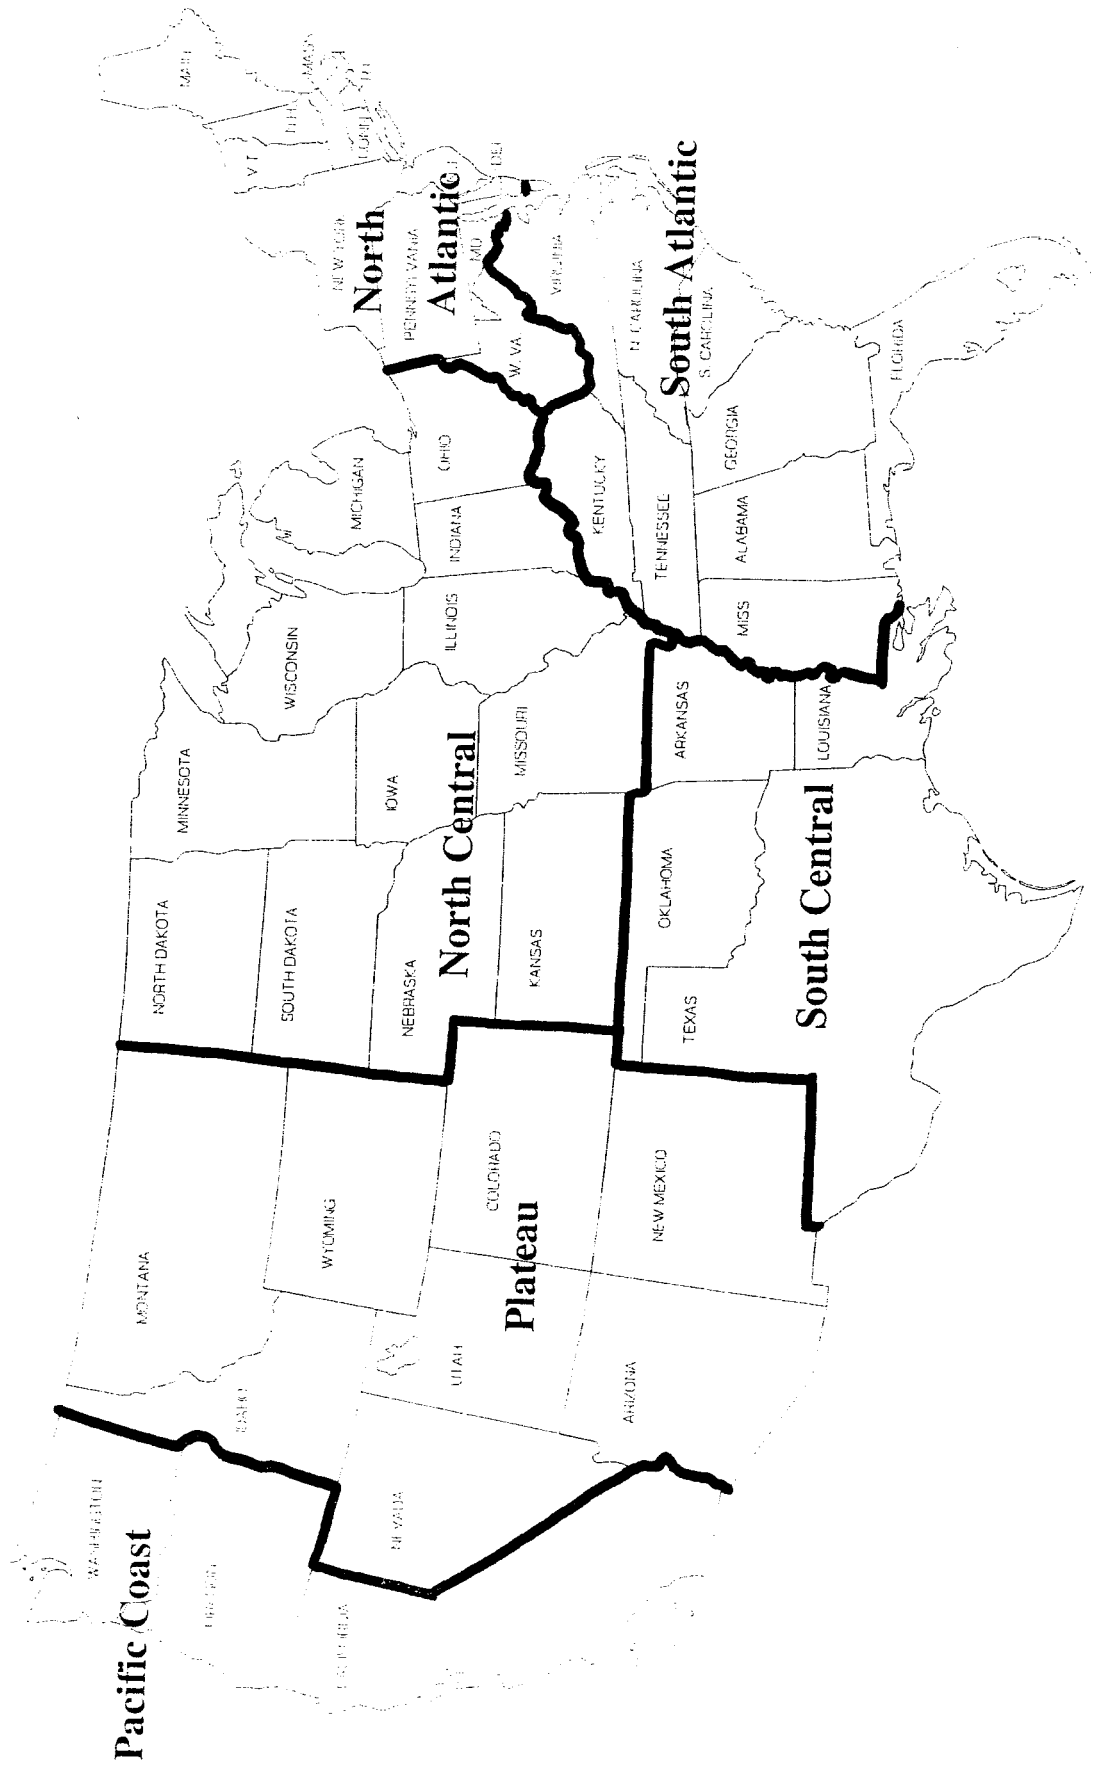 Pacific Coast
WASHINGTON
OREGON
CALIFORNIA
NEVADA
IDAHO
MONTANA
WYOMING
UTAH
COLORADO
Plateau
ARIZONA
NEW MEXICO
NORTH DAKOTA
SOUTH DAKOTA
NEBRASKA
KANSAS
North Central
MINNESOTA
IOWA
MISSOURI
WISCONSIN
ILLINOIS
MICHIGAN
INDIANA
OHIO
TEXAS
OKLAHOMA
ARKANSAS
LOUISIANA
South Central
KENTUCKY
TENNESSEE
MISS
ALABAMA
GEORGIA
FLORIDA
S. CAROLINA
N. CAROLINA
VIRGINIA
South Atlantic
W. VA.
MD
DEL
PENNSYLVANIA
NEW YORK
North
Atlantic
VT
N.H.
MAINE
MASS
CONN
R I